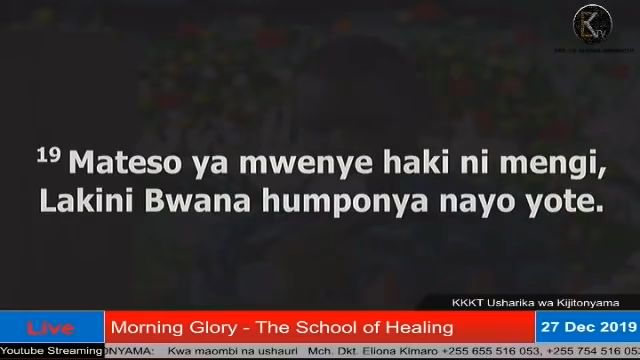 19 Mateso ya mwenye haki ni mengi,
Lakini Bwana humponya nayo yote.
KKKT Usharika wa Kijitonyama
Live
Morning Glory - The School of Healing
27 Dec 2019
Youtube Streaming
ONYAMA: Kwa maombi na ushauri Mch. Dkt. Eliona Kimaro +255 655 516 053, +255 754 516 05